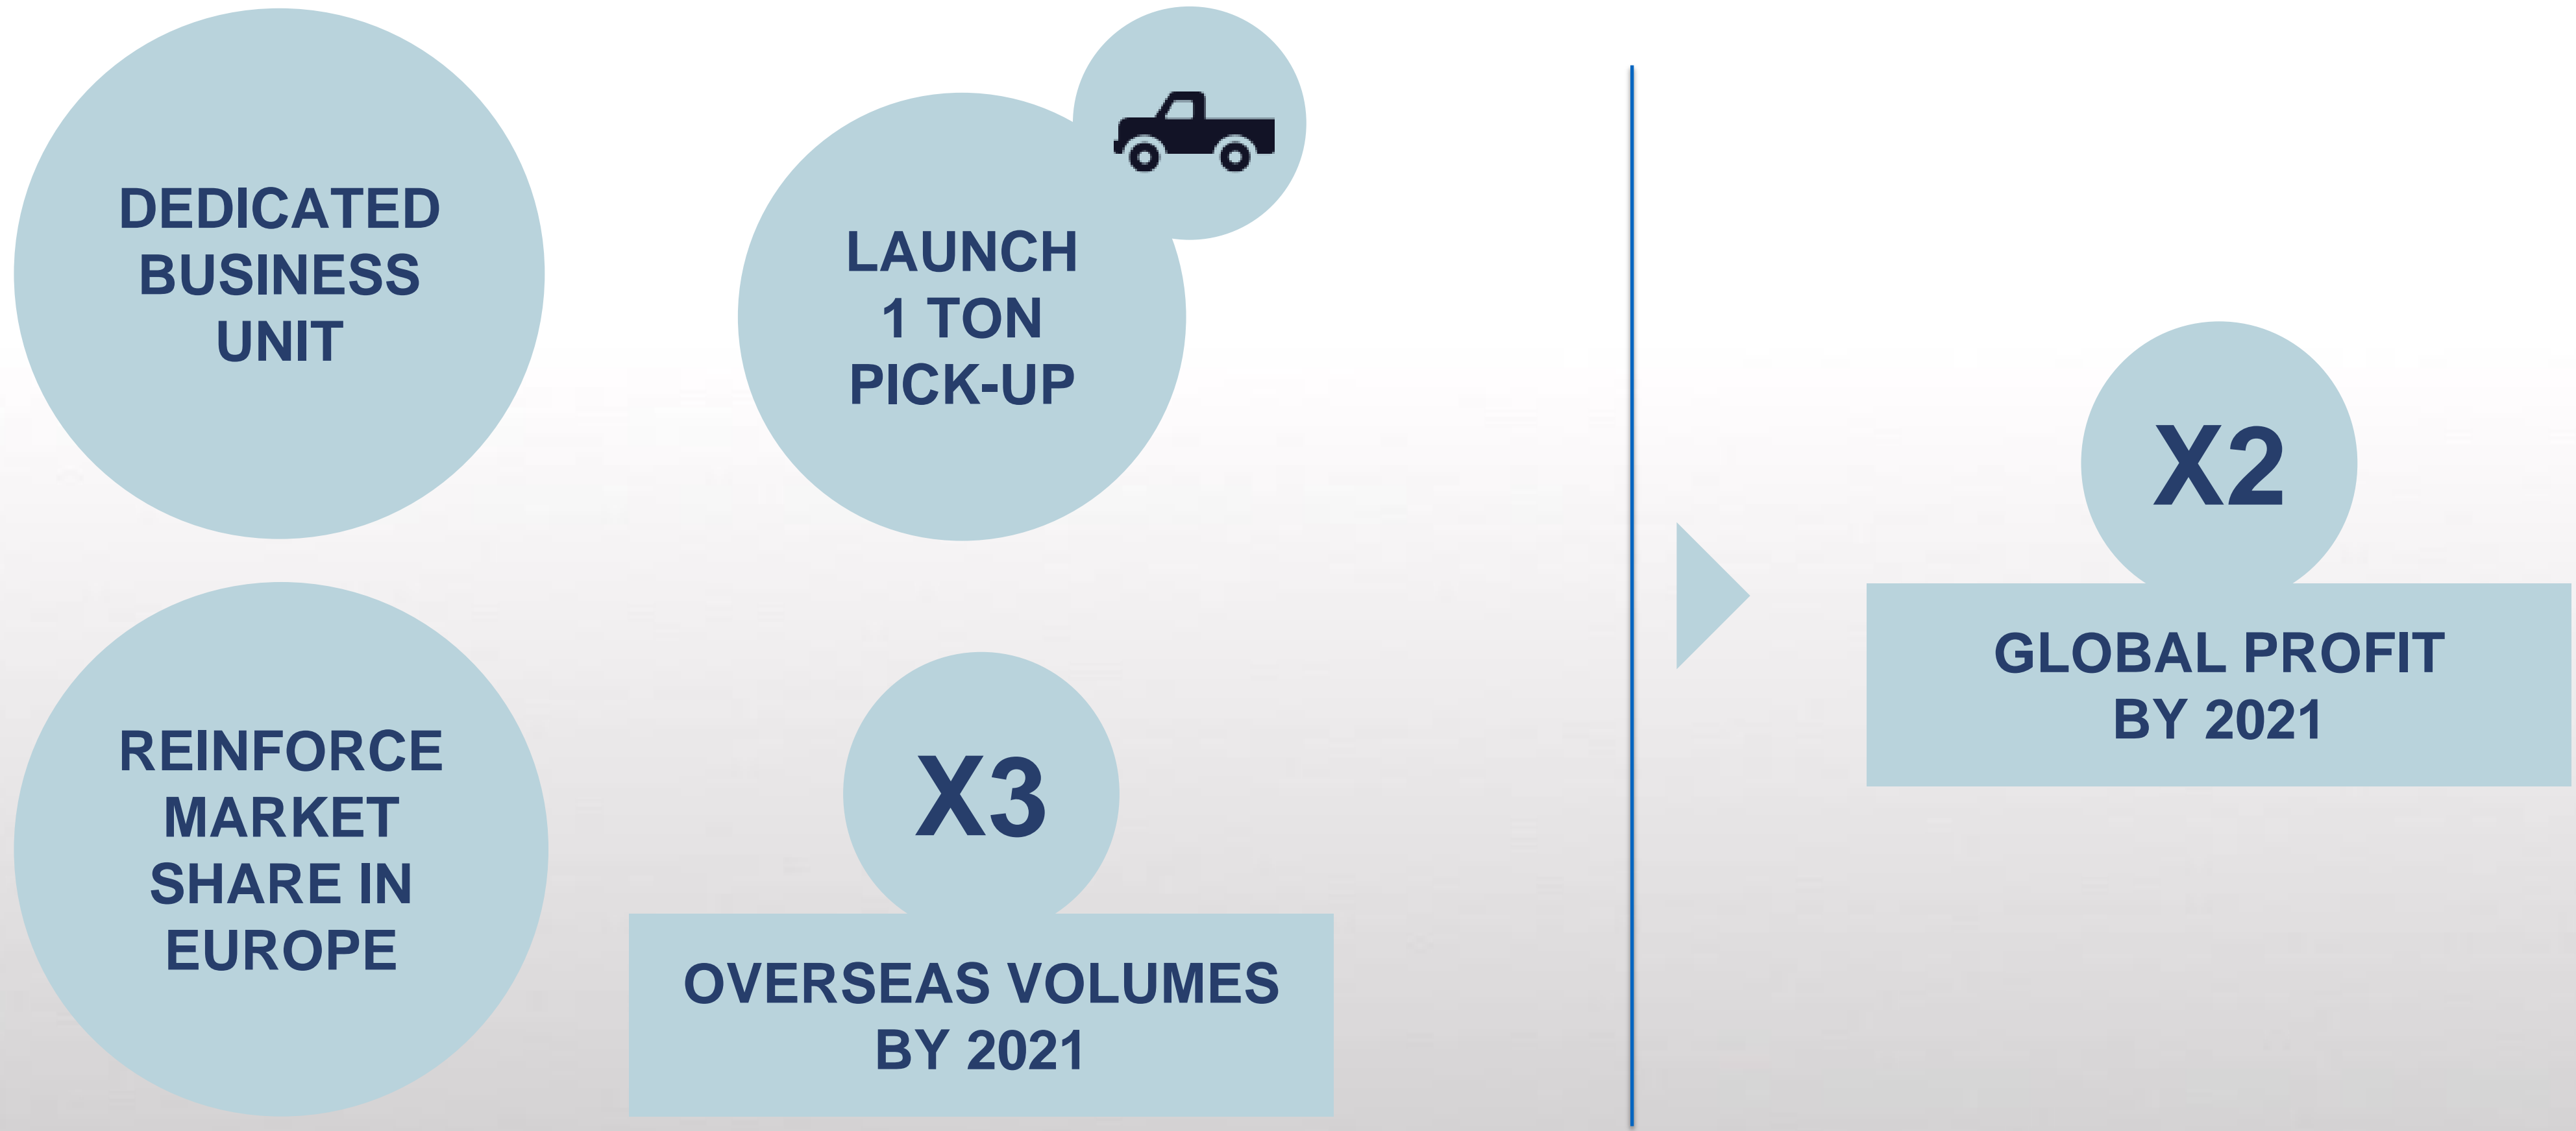 DEDICATED
BUSINESS
UNIT
LAUNCH
1 TON
PICK-UP
REINFORCE
MARKET
SHARE IN
EUROPE
X3
OVERSEAS VOLUMES
BY 2021
X2
GLOBAL PROFIT
BY 2021